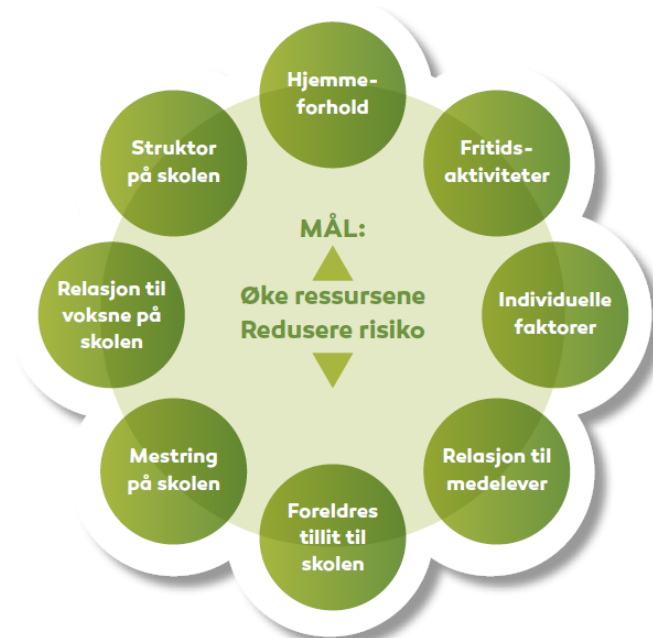 Hjemme-
forhold
Fritids-
aktiviteter
Individuelle
faktorer
Relasjon til
medelever
Foreldres
tillit til
skolen
Mestring
på skolen
Relasjon til
voksne på
skolen
Struktor
på skolen
MÅL:
Øke ressursene
Redusere risiko